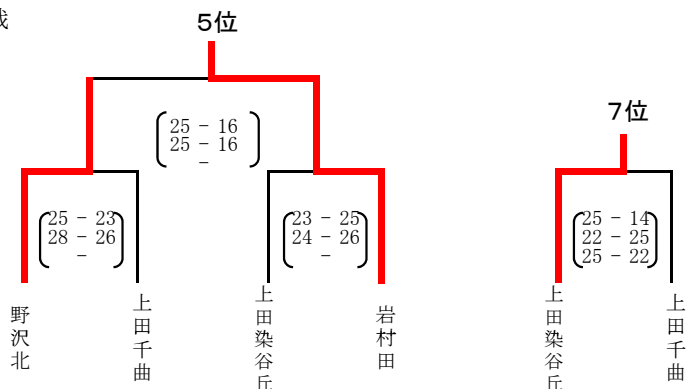 5位
25 - 16
25 - 16
-
25 - 23
28 - 26
-
23 - 25
24 - 26
-
野沢北
上田千曲
上田染谷丘
岩村田
7位
25 - 14
22 - 25
25 - 22
上田染谷丘
上田千曲